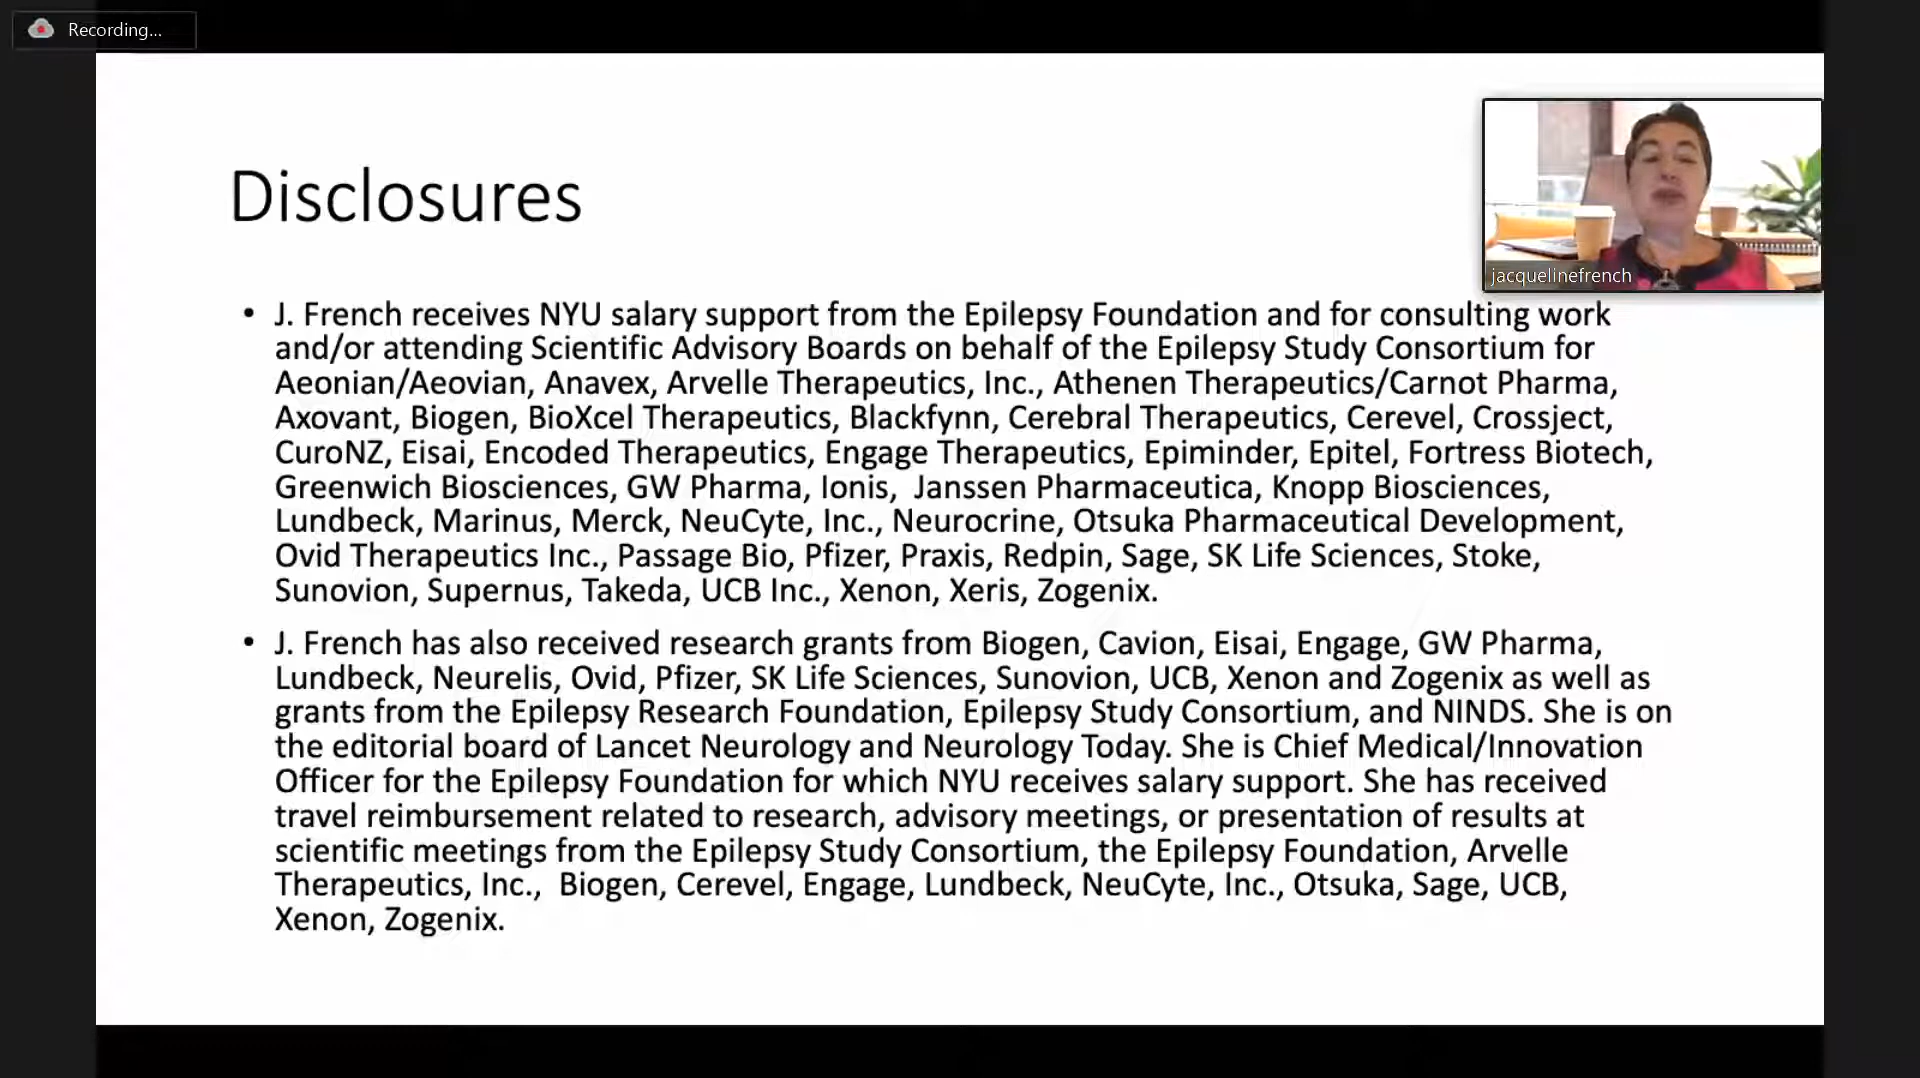 Recording...
Disclosures
jacquelinefrench
• J. French receives NYU salary support from the Epilepsy Foundation and for consulting work
and/or attending Scientific Advisory Boards on behalf of the Epilepsy Study Consortium for
Aeonian/Aeovian, Anavex, Arvelle Therapeutics, Inc., Athenen Therapeutics/Carnot Pharma,
Axovant, Biogen, BioXcel Therapeutics, Blackfynn, Cerebral Therapeutics, Cerevel, Crossject,
CuroNZ, Eisai, Encoded Therapeutics, Engage Therapeutics, Epiminder, Epitel, Fortress Biotech,
Greenwich Biosciences, GW Pharma, Ionis,  Janssen Pharmaceutica, Knopp Biosciences,
Lundbeck, Marinus, Merck, NeuCyte, Inc., Neurocrine, Otsuka Pharmaceutical Development,
Ovid Therapeutics Inc., Passage Bio, Pfizer, Praxis, Redpin, Sage, SK Life Sciences, Stoke,
Sunovion, Supernus, Takeda, UCB Inc., Xenon, Xeris, Zogenix.
• J. French has also received research grants from Biogen, Cavion, Eisai, Engage, GW Pharma,
Lundbeck, Neurelis, Ovid, Pfizer, SK Life Sciences, Sunovion, UCB, Xenon and Zogenix as well as
grants from the Epilepsy Research Foundation, Epilepsy Study Consortium, and NINDS. She is on
the editorial board of Lancet Neurology and Neurology Today. She is Chief Medical/Innovation
Officer for the Epilepsy Foundation for which NYU receives salary support. She has received
travel reimbursement related to research, advisory meetings, or presentation of results at
scientific meetings from the Epilepsy Study Consortium, the Epilepsy Foundation, Arvelle
Therapeutics, Inc.,  Biogen, Cerevel, Engage, Lundbeck, NeuCyte, Inc., Otsuka, Sage, UCB,
Xenon, Zogenix.